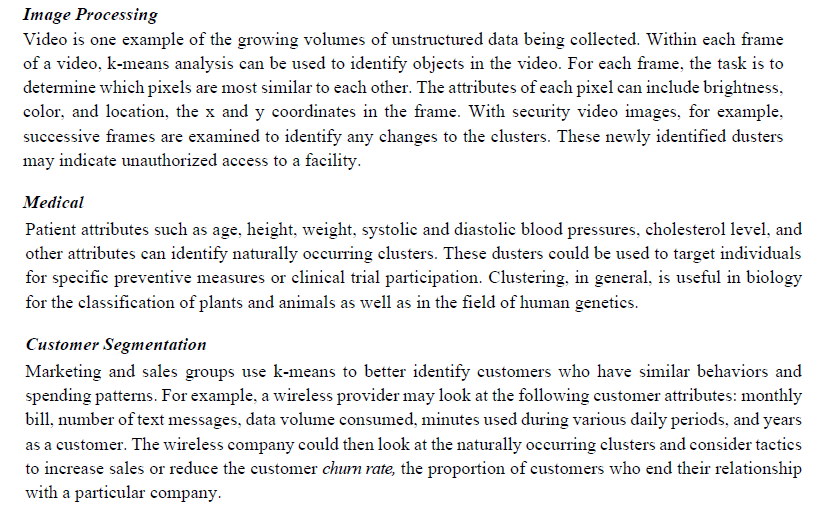 Image Processing
Video is one example of the growing volumes of unstructured data being collected. Within each frame
of a video, k-means analysis can be used to identify objects in the video. For each frame, the task is to
determine which pixels are most similar to each other. The attributes of each pixel can include brightness,
color, and location, the x and y coordinates in the frame. With security video images, for example,
successive frames are examined to identify any changes to the clusters. These newly identified dusters
may indicate unauthorized access to a facility.
Medical
Patient attributes such as age, height, weight, systolic and diastolic blood pressures, cholesterol level, and
other attributes can identify naturally occurring clusters. These dusters could be used to target individuals
for specific preventive measures or clinical trial participation. Clustering, in general, is useful in biology
for the classification of plants and animals as well as in the field of human genetics.
Customer Segmentation
Marketing and sales groups use k-means to better identify customers who have similar behaviors and
spending patterns. For example, a wireless provider may look at the following customer attributes: monthly
bill, number of text messages, data volume consumed, minutes used during various daily periods, and years
as a customer. The wireless company could then look at the naturally occurring clusters and consider tactics
to increase sales or reduce the customer churn rate, the proportion of customers who end their relationship
with a particular company.